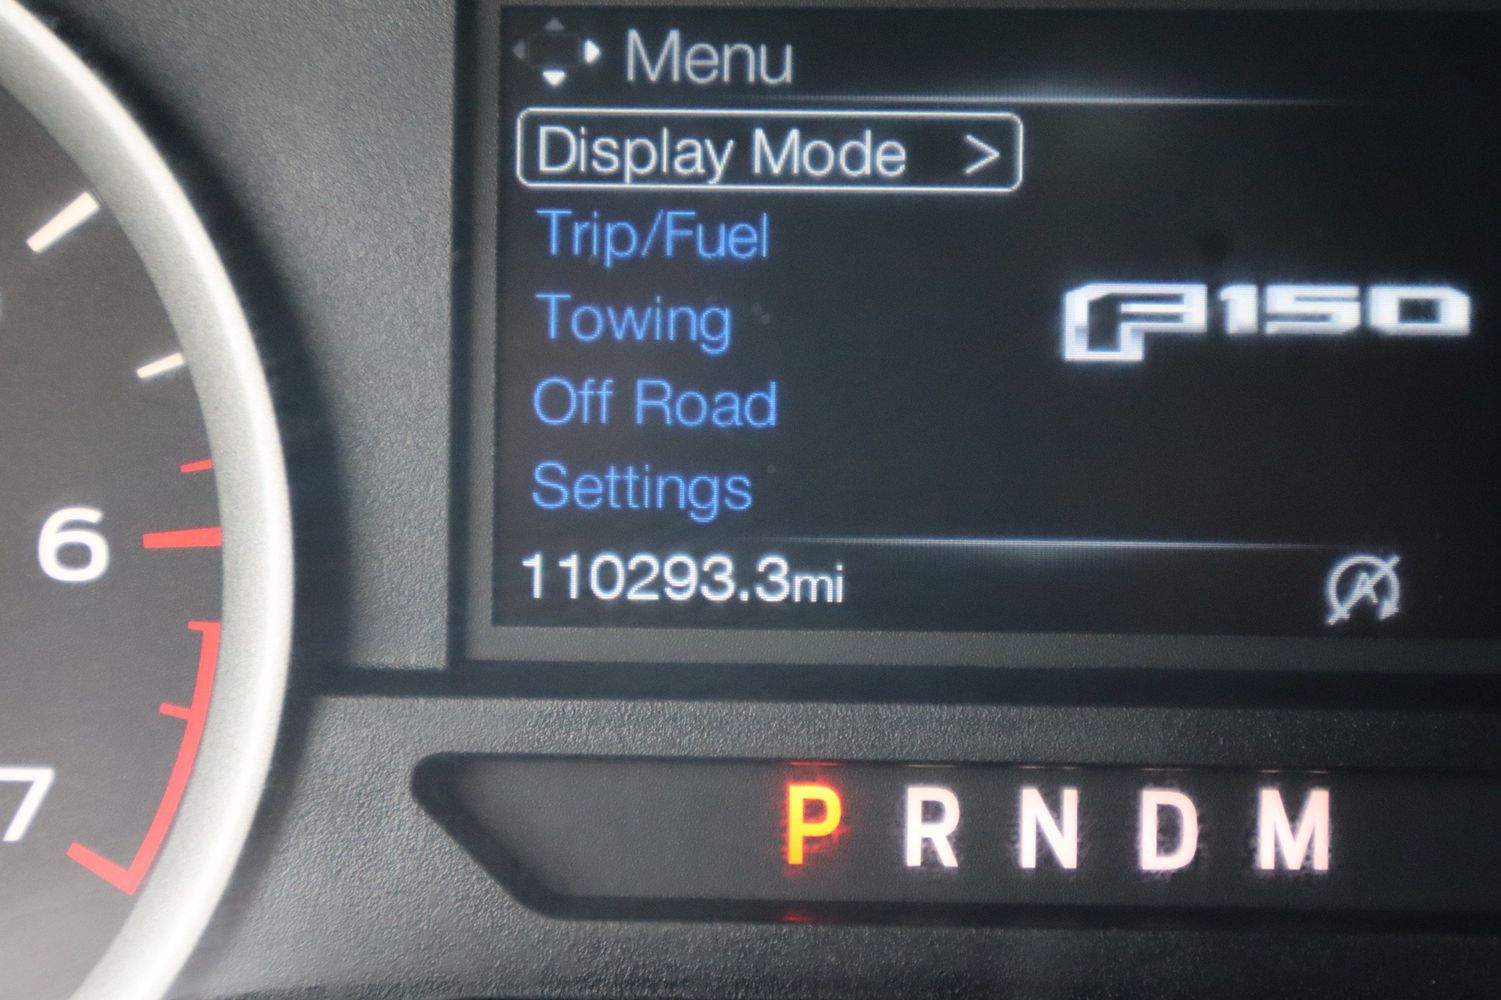 Menu
Display Mode >
Trip/Fuel
Towing
F150
Off Road
Settings
6
110293.3mi
A
7
P R N D M